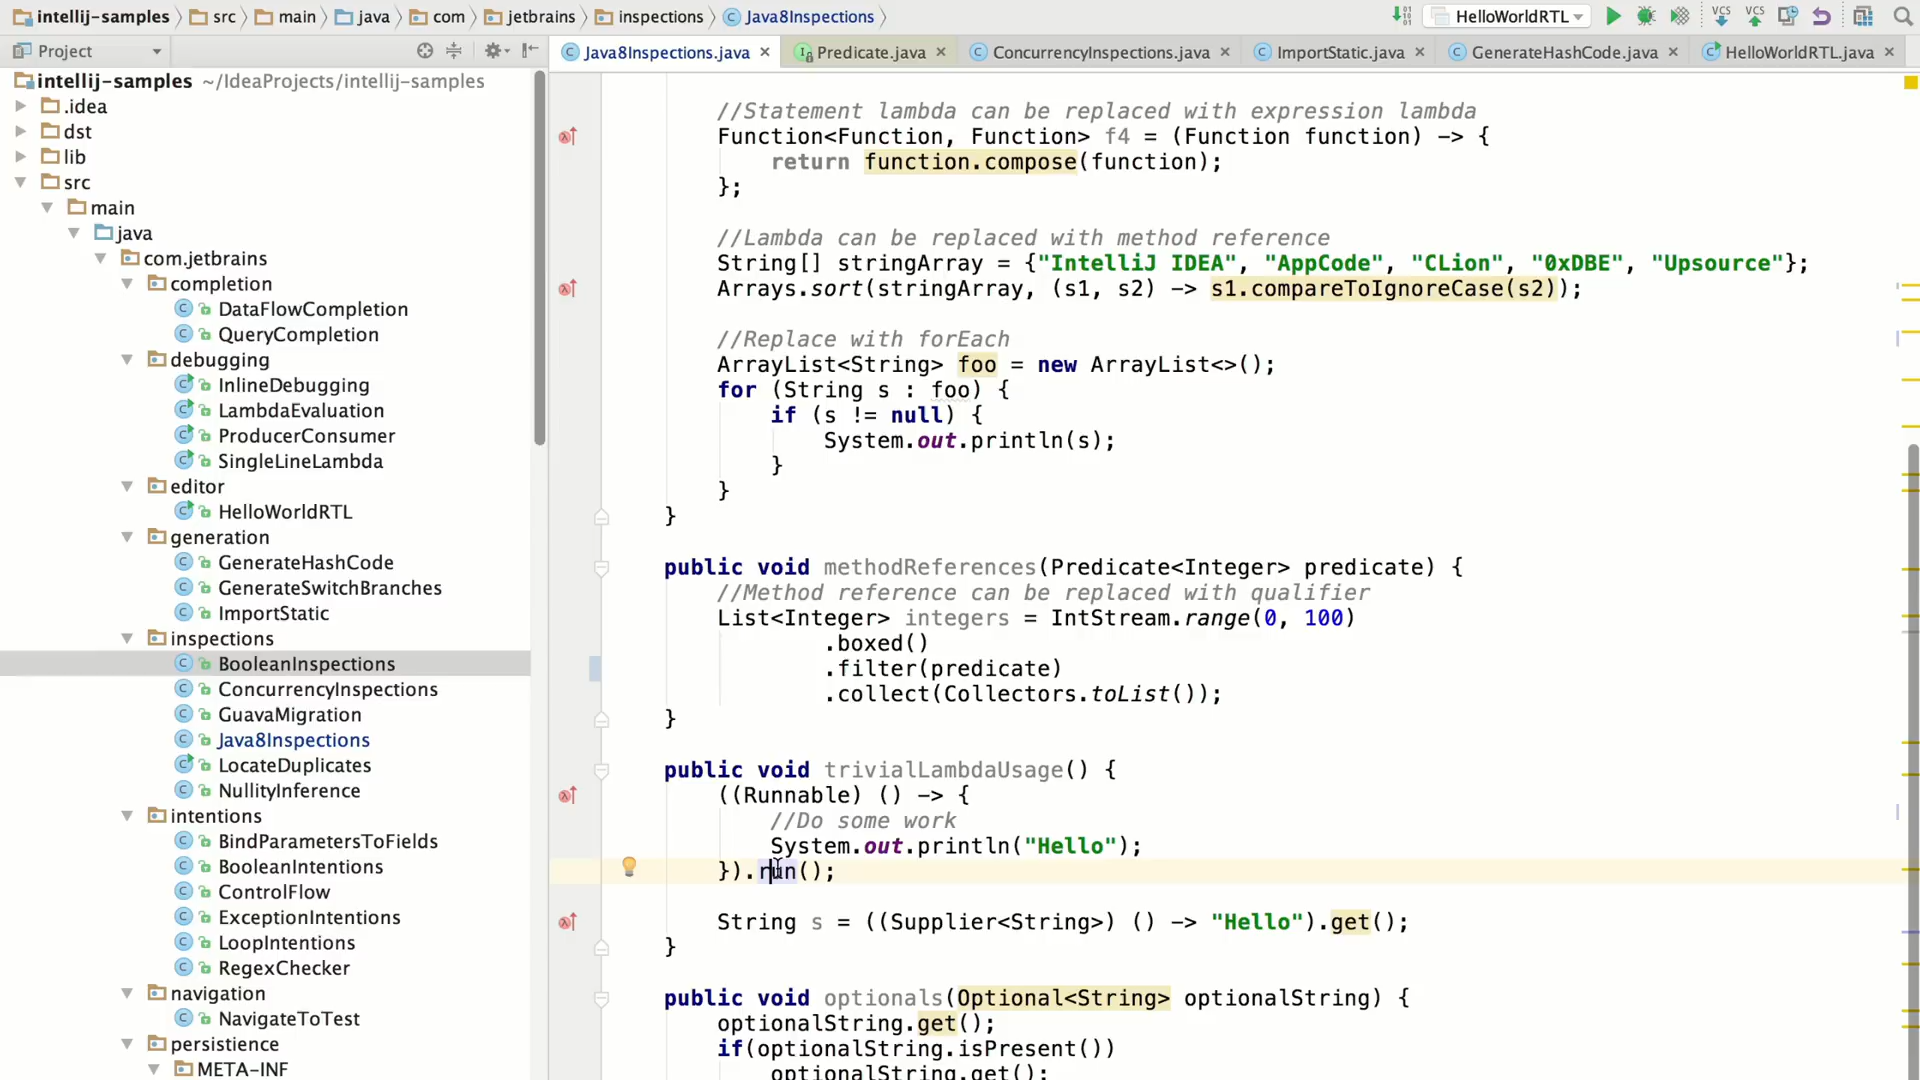 intellij-samples src main java com jetbrains inspections Java8Inspections HelloWorldRTL VCS VCS
Project Java8Inspections.java Predicate.java ConcurrencyInspections.java ImportStatic.java GenerateHashCode.java HelloWorldRTL.java
intellij-samples ~/IdeaProjects/intellij-samples
.idea
dst
lib
src
main
java
com.jetbrains
completion
DataFlowCompletion
QueryCompletion
debugging
InlineDebugging
LambdaEvaluation
ProducerConsumer
SingleLineLambda
editor
HelloWorldRTL
generation
GenerateHashCode
GenerateSwitchBranches
ImportStatic
inspections
BooleanInspections
ConcurrencyInspections
GuavaMigration
Java8Inspections
LocateDuplicates
NullityInference
intentions
BindParametersToFields
BooleanIntentions
ControlFlow
ExceptionIntentions
LoopIntentions
RegexChecker
navigation
NavigateToTest
persistience
META-INF
//Statement lambda can be replaced with expression lambda
Function<Function, Function> f4 = (Function function) -> {
return function.compose(function);
};
//Lambda can be replaced with method reference
String[] stringArray = {"IntelliJ IDEA", "AppCode", "CLion", "0xDBE", "Upsource"};
Arrays.sort(stringArray, (s1, s2) -> s1.compareToIgnoreCase(s2));
//Replace with forEach
ArrayList<String> foo = new ArrayList<>();
for (String s : foo) {
if (s != null) {
System.out.println(s);
}
}
}
public void methodReferences(Predicate<Integer> predicate) {
//Method reference can be replaced with qualifier
List<Integer> integers = IntStream.range(0, 100)
.boxed()
.filter(predicate)
.collect(Collectors.toList());
}
public void trivialLambdaUsage() {
((Runnable) () -> {
//Do some work
System.out.println("Hello");
}).run();
String s = ((Supplier<String>) () -> "Hello").get();
}
public void optionals(Optional<String> optionalString) {
optionalString.get();
if(optionalString.isPresent())
optionalString.get();